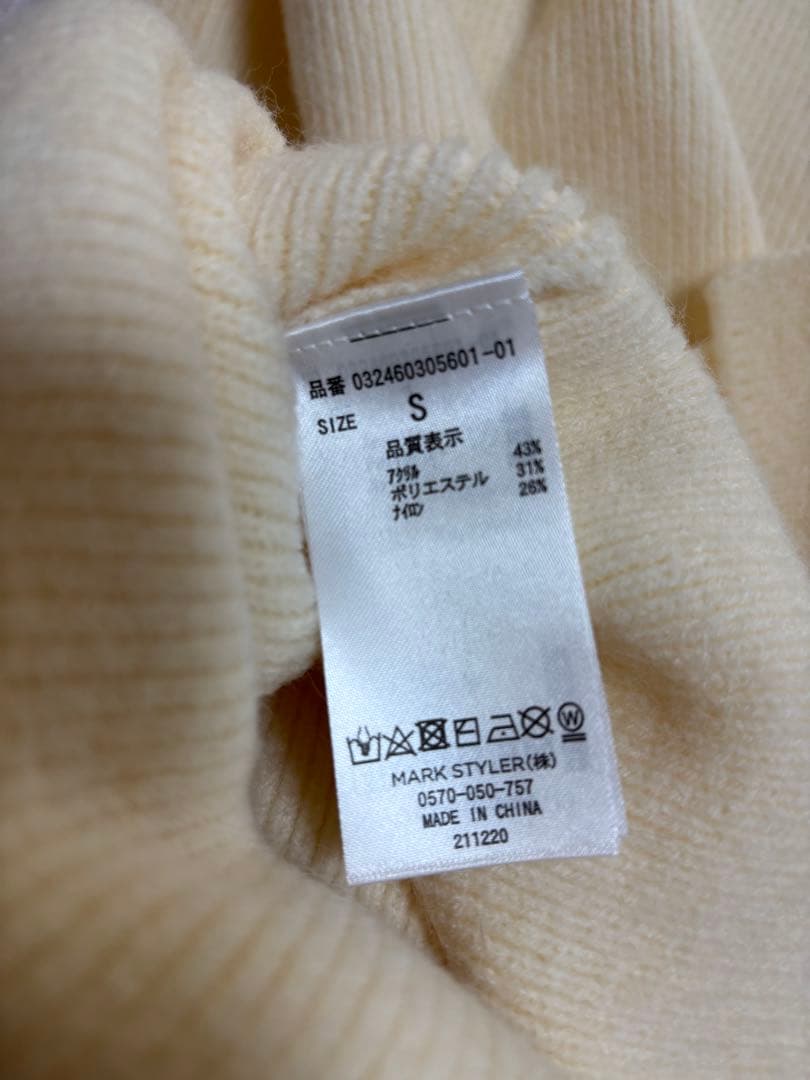 品番 032460305601-01
SIZE S
品質表示
ｱｸﾘﾙ 43%
ポリエステル 31%
ﾅｲﾛﾝ 26%
W
MARK STYLER(株)
0570-050-757
MADE IN CHINA
211220